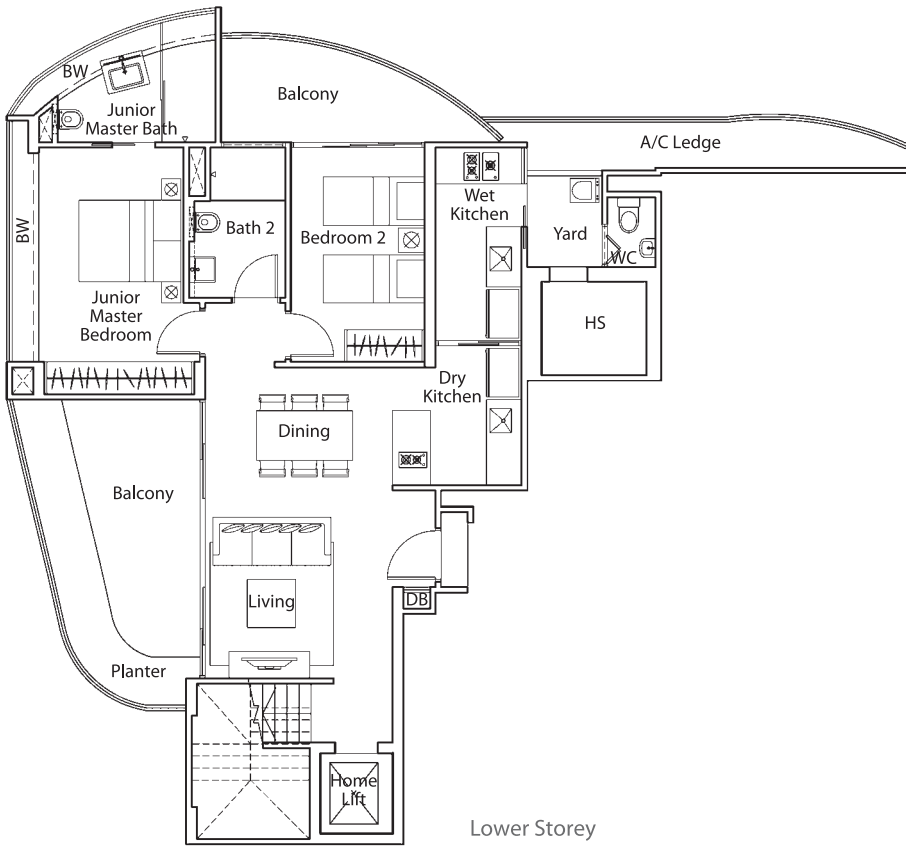 BW
Junior
Master Bath
Balcony
A/C Ledge
BW
Junior
Master
Bedroom
Bath 2
Bedroom 2
Wet
Kitchen
Yard
WC
HS
Dry
Kitchen
Dining
Balcony
Living
DB
Planter
Home
Lift
Lower Storey